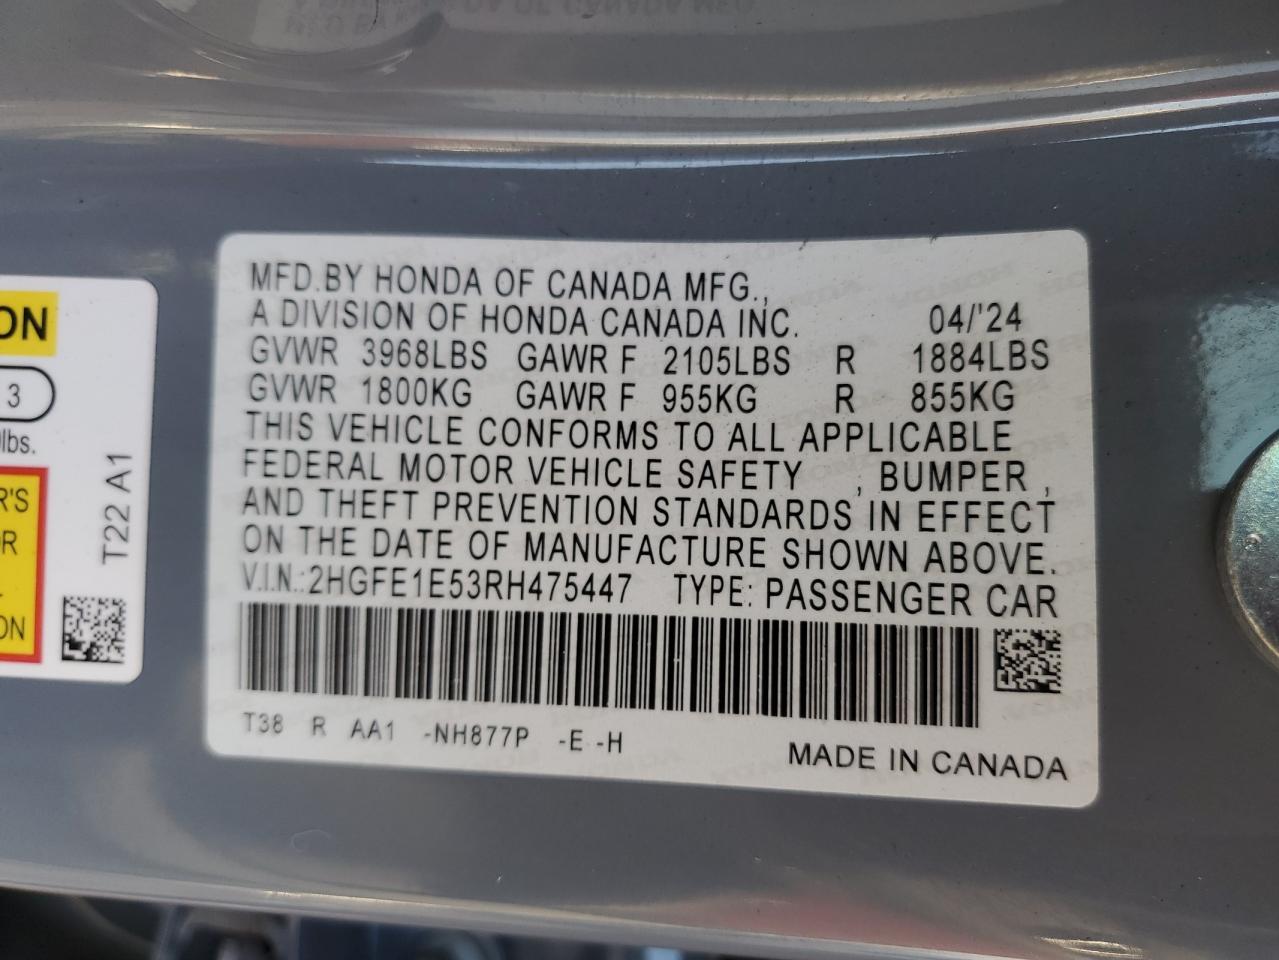 MFD.BY HONDA OF CANADA MFG.,
A DIVISION OF HONDA CANADA INC. 04/'24
GVWR 3968LBS GAWR F 2105LBS R 1884LBS
GVWR 1800KG GAWR F 955KG R 855KG
THIS VEHICLE CONFORMS TO ALL APPLICABLE
FEDERAL MOTOR VEHICLE SAFETY , BUMPER ,
AND THEFT PREVENTION STANDARDS IN EFFECT
ON THE DATE OF MANUFACTURE SHOWN ABOVE.
V.I.N.:2HGFE1E53RH475447 TYPE: PASSENGER CAR
T38 R AA1 -NH877P -E -H
MADE IN CANADA
ON
3
lbs.
R'S
OR
ON
T22 A1